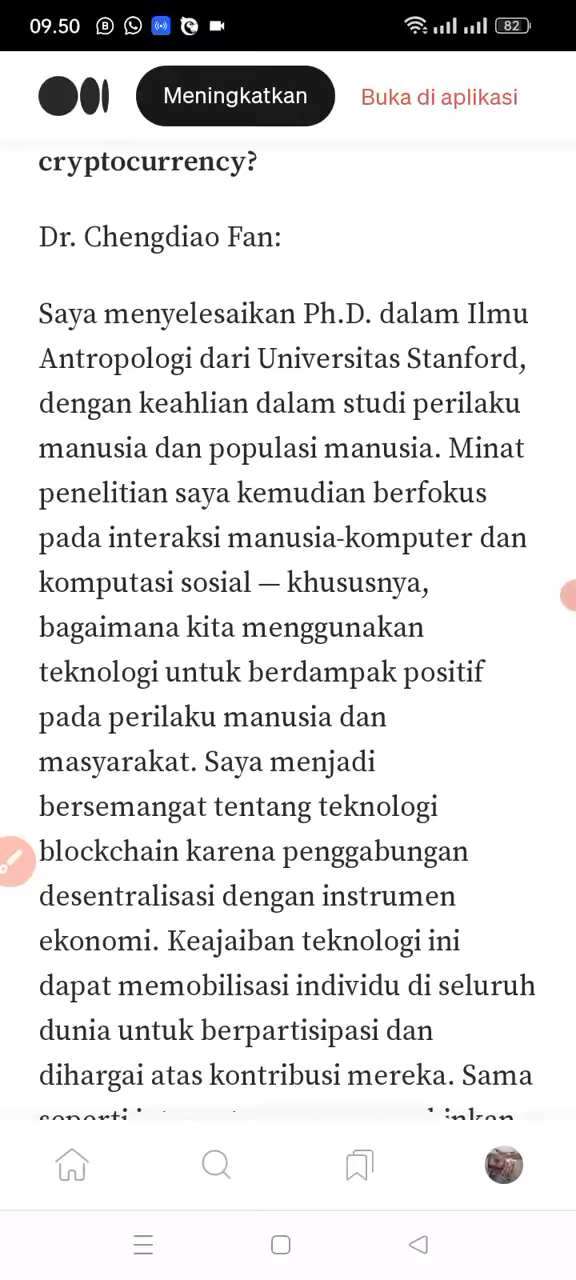 09.50
82
Meningkatkan
Buka di aplikasi
cryptocurrency?
Dr. Chengdiao Fan:
Saya menyelesaikan Ph.D. dalam Ilmu
Antropologi dari Universitas Stanford,
dengan keahlian dalam studi perilaku
manusia dan populasi manusia. Minat
penelitian saya kemudian berfokus
pada interaksi manusia-komputer dan
komputasi sosial — khususnya,
bagaimana kita menggunakan
teknologi untuk berdampak positif
pada perilaku manusia dan
masyarakat. Saya menjadi
bersemangat tentang teknologi
blockchain karena penggabungan
desentralisasi dengan instrumen
ekonomi. Keajaiban teknologi ini
dapat memobilisasi individu di seluruh
dunia untuk berpartisipasi dan
dihargai atas kontribusi mereka. Sama
seperti